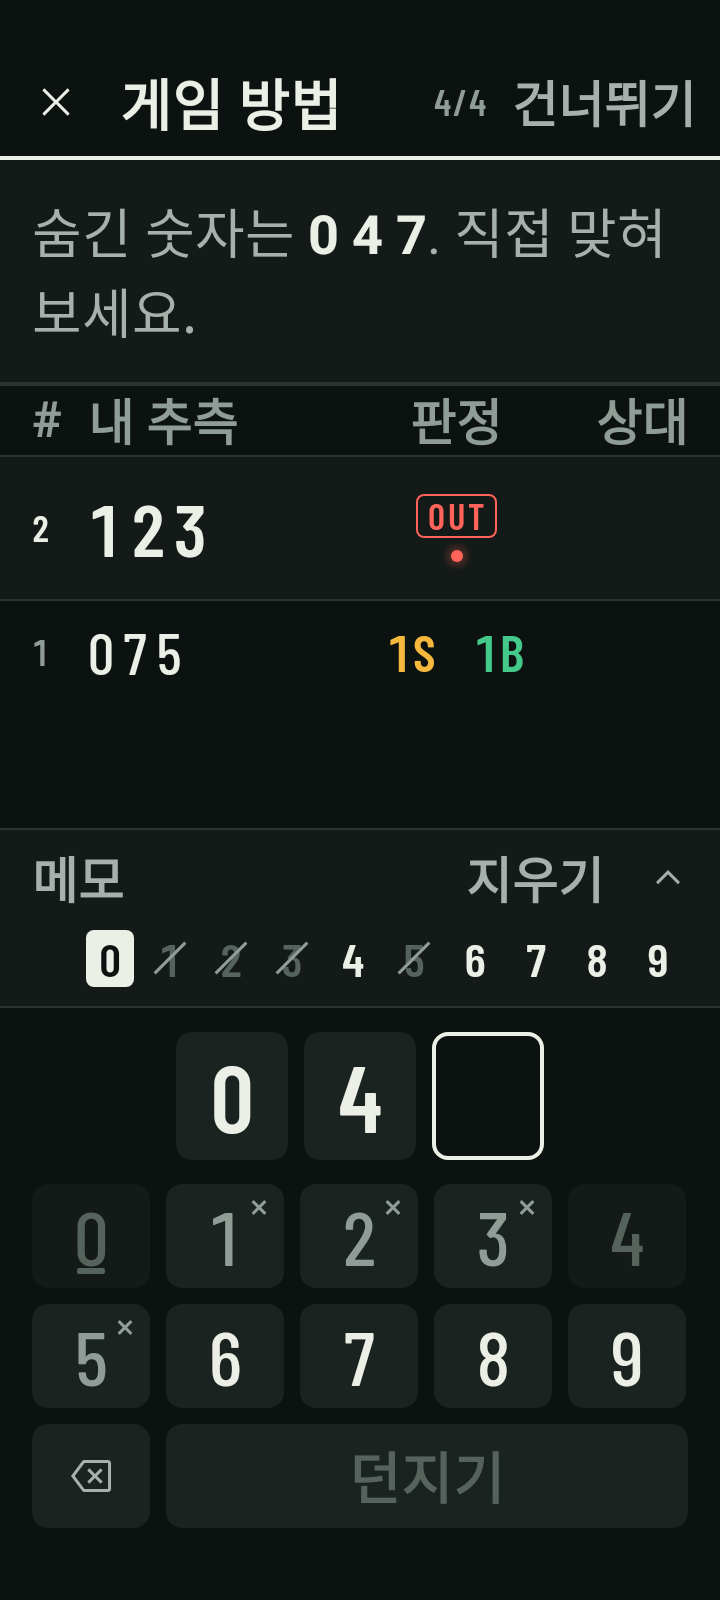 게임 방법 4/4 건너뛰기
숨긴 숫자는 0 4 7. 직접 맞혀
보세요.
# 내 추측 판정 상대
2 123 OUT
1 075 1S 1B
메모 지우기
0 1 2 3 4 5 6 7 8 9
0 4
0 1 × 2 × 3 × 4
5 × 6 7 8 9
던지기